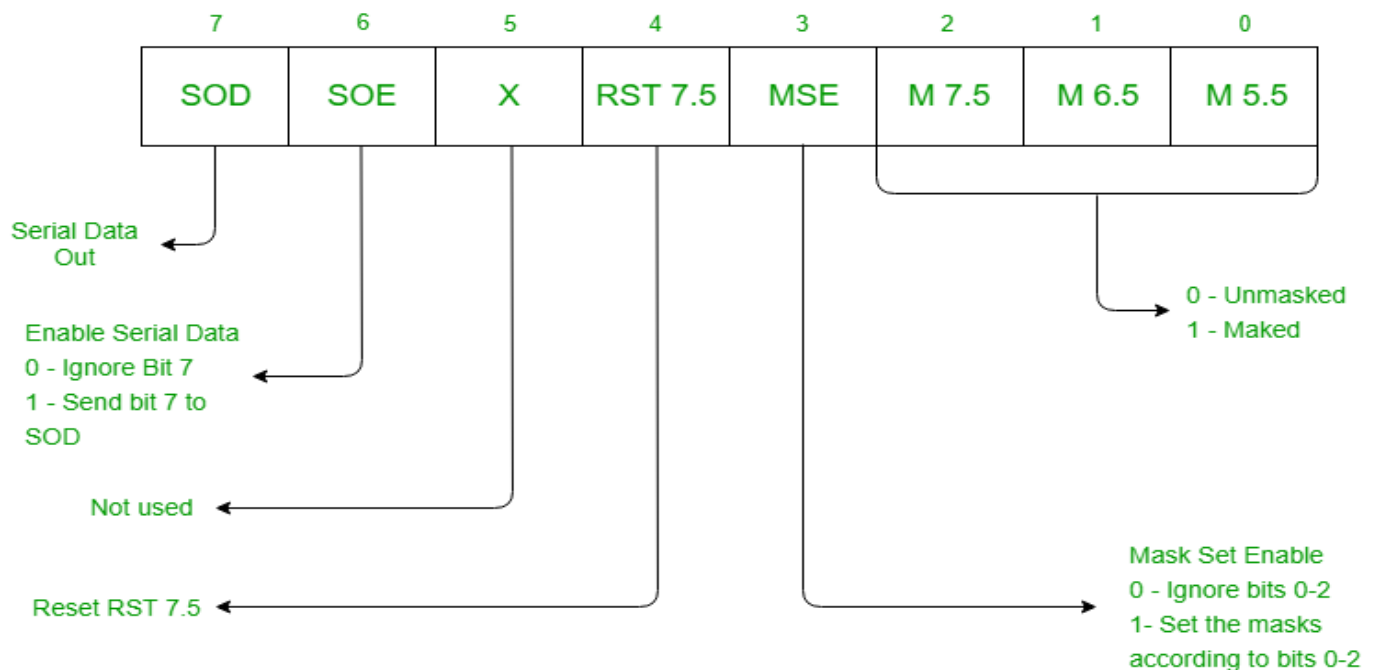 7 6 5 4 3 2 1 0
SOD SOE X RST 7.5 MSE M 7.5 M 6.5 M 5.5
Serial Data
Out
Enable Serial Data
0 - Ignore Bit 7
1 - Send bit 7 to
SOD
Not used
Reset RST 7.5
0 - Unmasked
1 - Maked
Mask Set Enable
0 - Ignore bits 0-2
1- Set the masks
according to bits 0-2